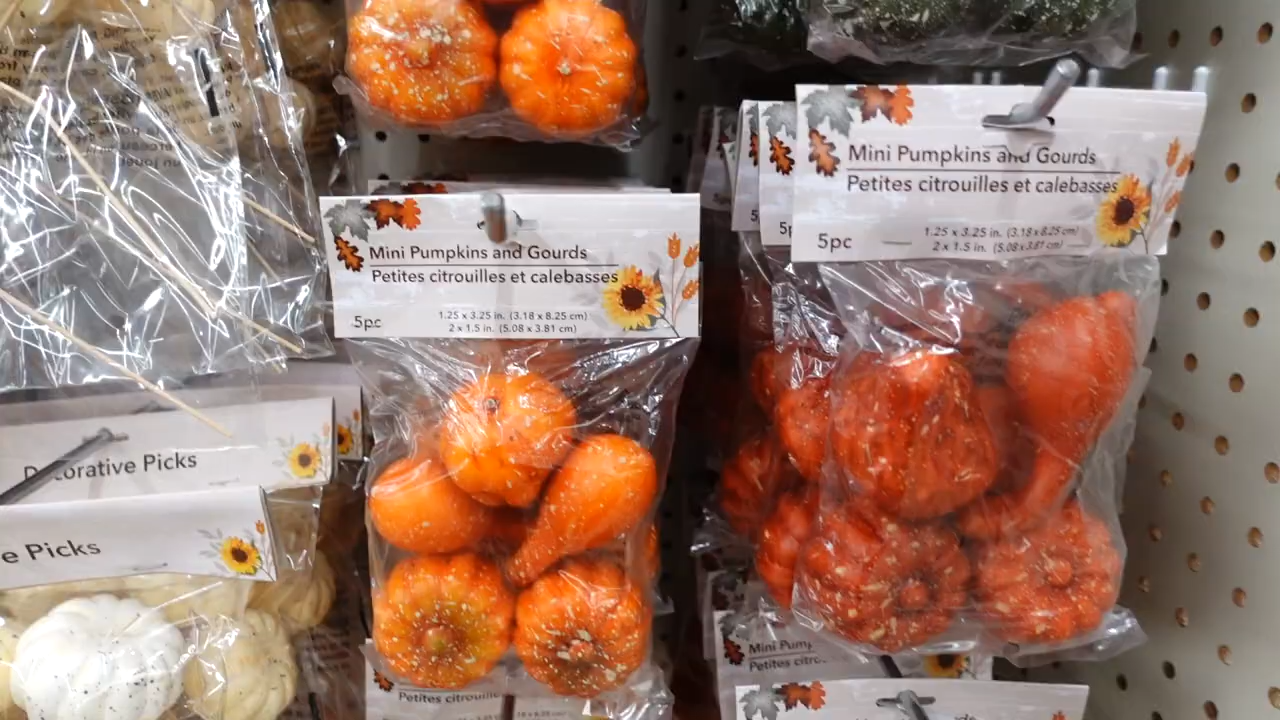 Mini Pumpkins and Gourds
Petites citrouilles et calebasses
5pc
1.25 x 3.25 in. (3.18 x 8.25 cm)
2 x 1.5 in. (5.08 x 3.81 cm)
Mini Pumpkins and Gourds
Petites citrouilles et calebasses
5pc
1.25 x 3.25 in. (3.18 x 8.25 cm)
2 x 1.5 in. (5.08 x 3.81 cm)
Decorative Picks
e Picks
Mini Pump
Petites citro
Petites citrouille